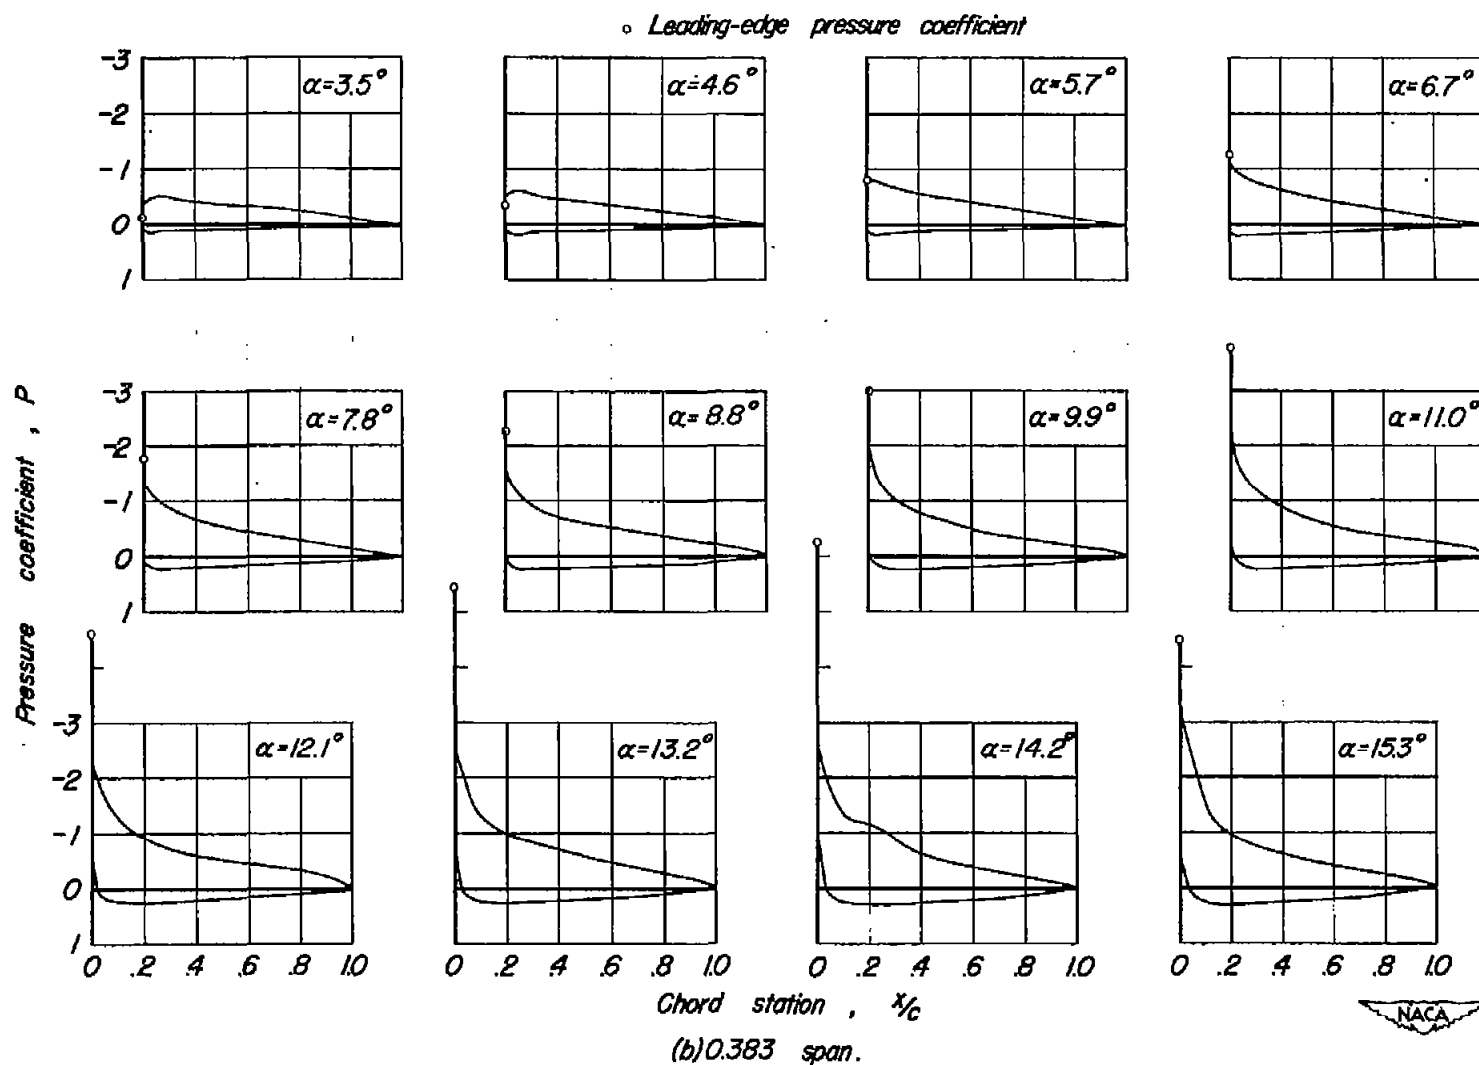 Leading-edge pressure coefficient
-3
-2
-1
0
1
α=3.5°
α=4.6°
α=5.7°
α=6.7°
Pressure coefficient , P
-3
-2
-1
0
1
α=7.8°
α=8.8°
α=9.9°
α=11.0°
-3
-2
-1
0
1
α=12.1°
α=13.2°
α=14.2°
α=15.3°
0 .2 .4 .6 .8 1.0 0 .2 .4 .6 .8 1.0 0 .2 .4 .6 .8 1.0 0 .2 .4 .6 .8 1.0
Chord station , x/c
(b) 0.383 span.
NACA